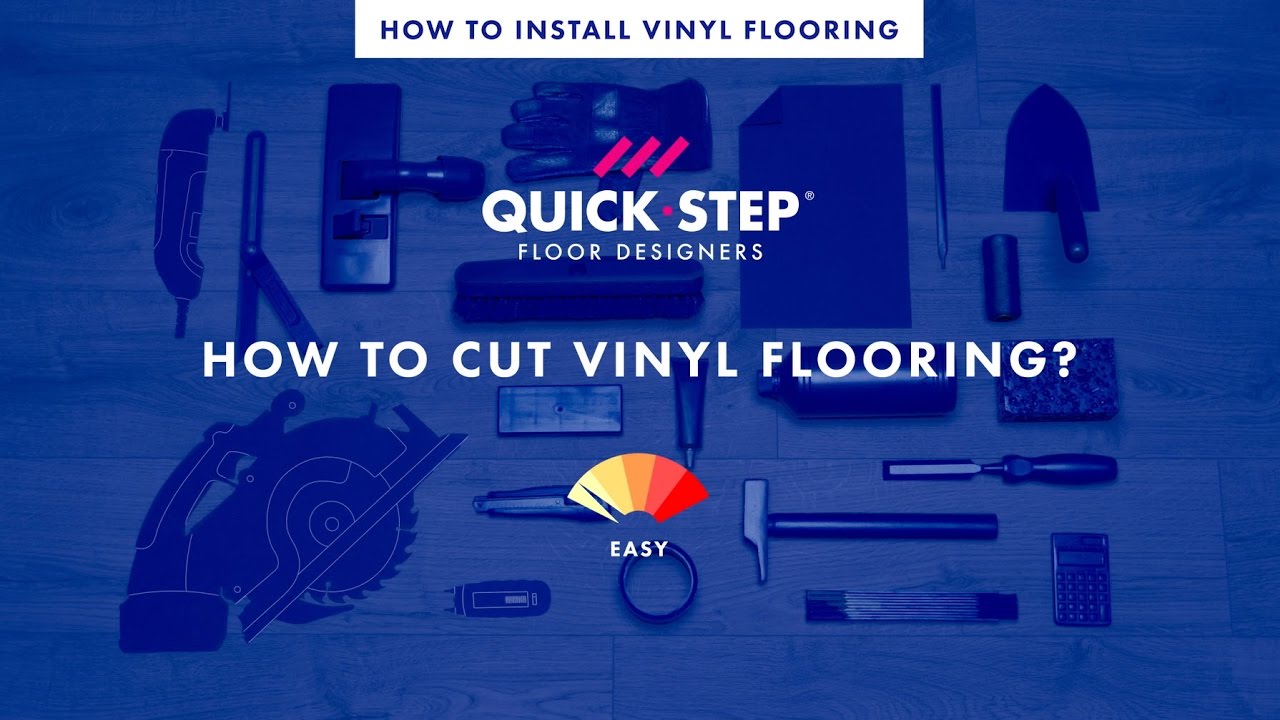 HOW TO INSTALL VINYL FLOORING
QUICK·STEP®
FLOOR DESIGNERS
HOW TO CUT VINYL FLOORING?
EASY